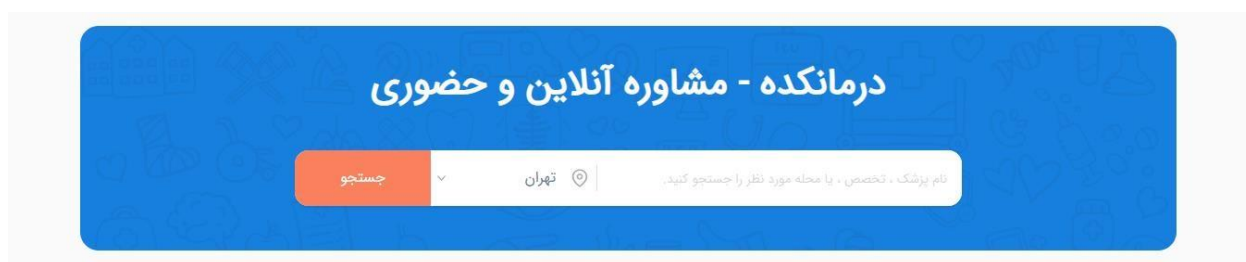 درمانکده - مشاوره آنلاین و حضوری
نام پزشک ، تخصص ، یا محله مورد نظر را جستجو کنید.
تهران
جستجو